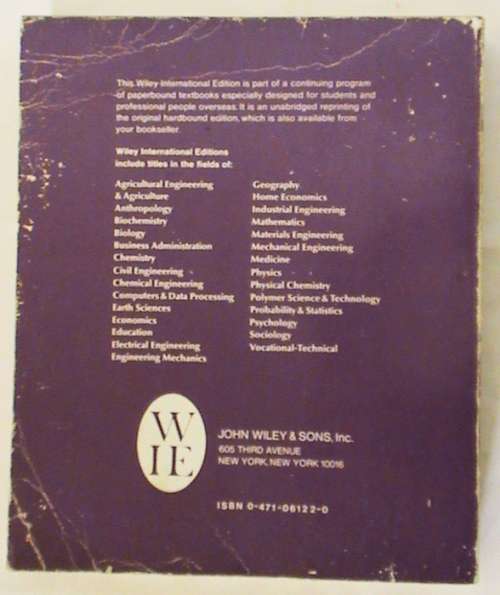 This Wiley International Edition is part of a continuing program
of paperbound textbooks especially designed for students and
professional people overseas. It is an unabridged reprinting of
the original hardbound edition, which is also available from
your bookseller.
Wiley International Editions
include titles in the fields of:
Agricultural Engineering
& Agriculture
Anthropology
Biochemistry
Biology
Business Administration
Chemistry
Civil Engineering
Chemical Engineering
Computers & Data Processing
Earth Sciences
Economics
Education
Electrical Engineering
Engineering Mechanics
Geography
Home Economics
Industrial Engineering
Mathematics
Materials Engineering
Mechanical Engineering
Medicine
Physics
Physical Chemistry
Polymer Science & Technology
Probability & Statistics
Psychology
Sociology
Vocational-Technical
W
IE
JOHN WILEY & SONS, Inc.
605 THIRD AVENUE
NEW YORK, NEW YORK 10016
ISBN 0-471-06122-0